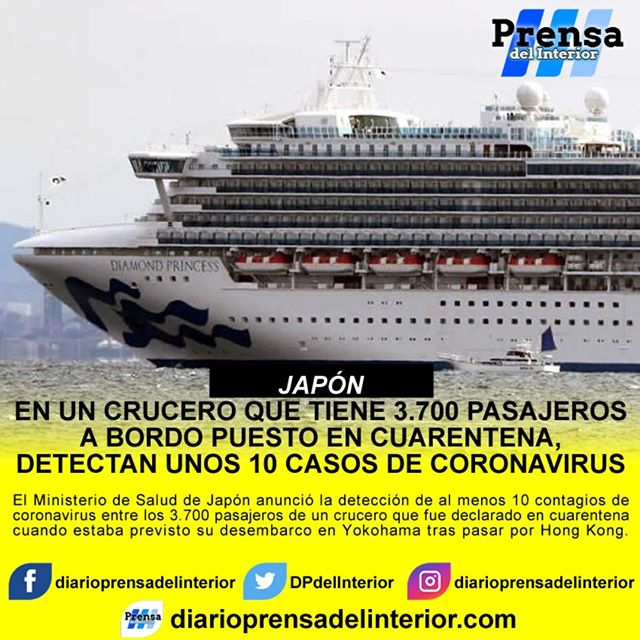 Prensa
del Interior
DIAMOND PRINCESS
JAPÓN
EN UN CRUCERO QUE TIENE 3.700 PASAJEROS
A BORDO PUESTO EN CUARENTENA,
DETECTAN UNOS 10 CASOS DE CORONAVIRUS
El Ministerio de Salud de Japón anunció la detección de al menos 10 contagios de
coronavirus entre los 3.700 pasajeros de un crucero que fue declarado en cuarentena
cuando estaba previsto su desembarco en Yokohama tras pasar por Hong Kong.
diarioprensadelinterior DPdelInterior diarioprensadelinterior
Prensa
del Interior
diarioprensadelinterior.com